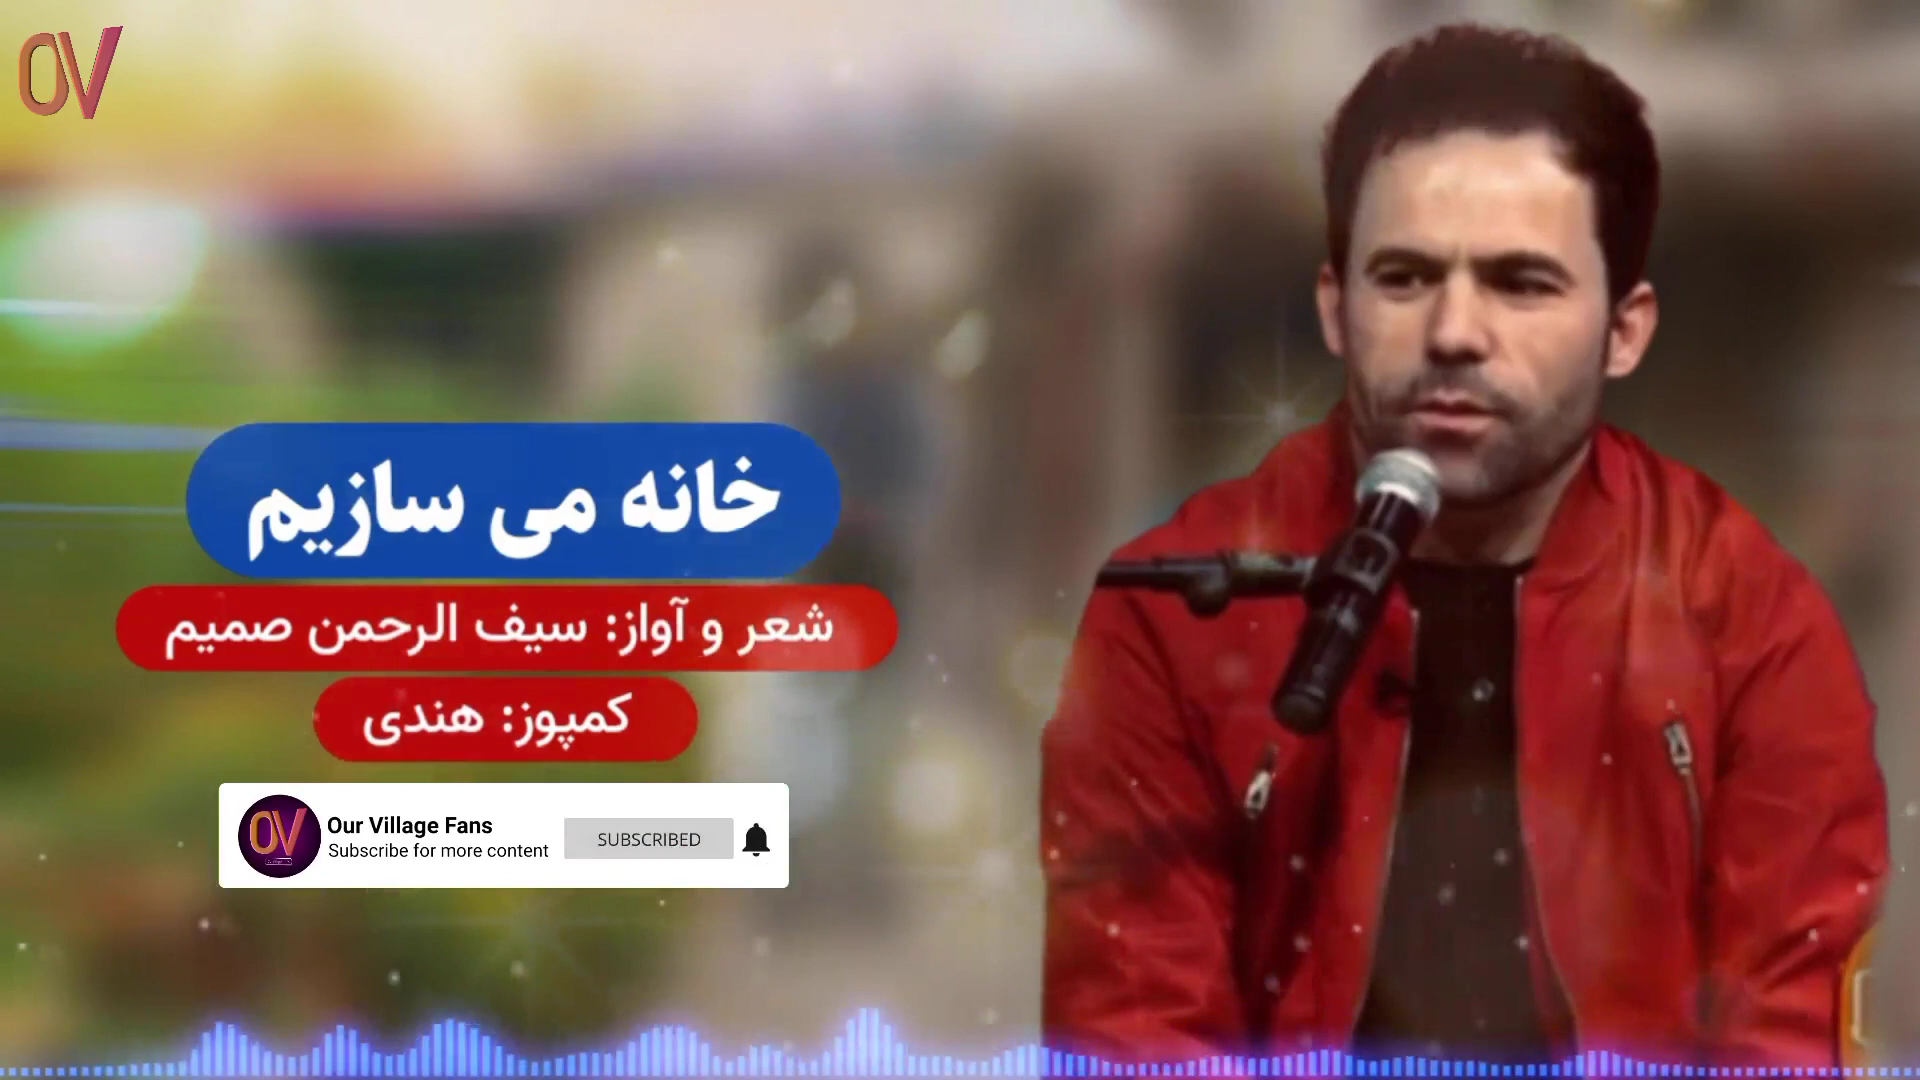 OV
خانه می سازیم
شعر و آواز: سیف الرحمن صمیم
کمپوز: هندی
OV
Our Village Fans
Subscribe for more content
SUBSCRIBED